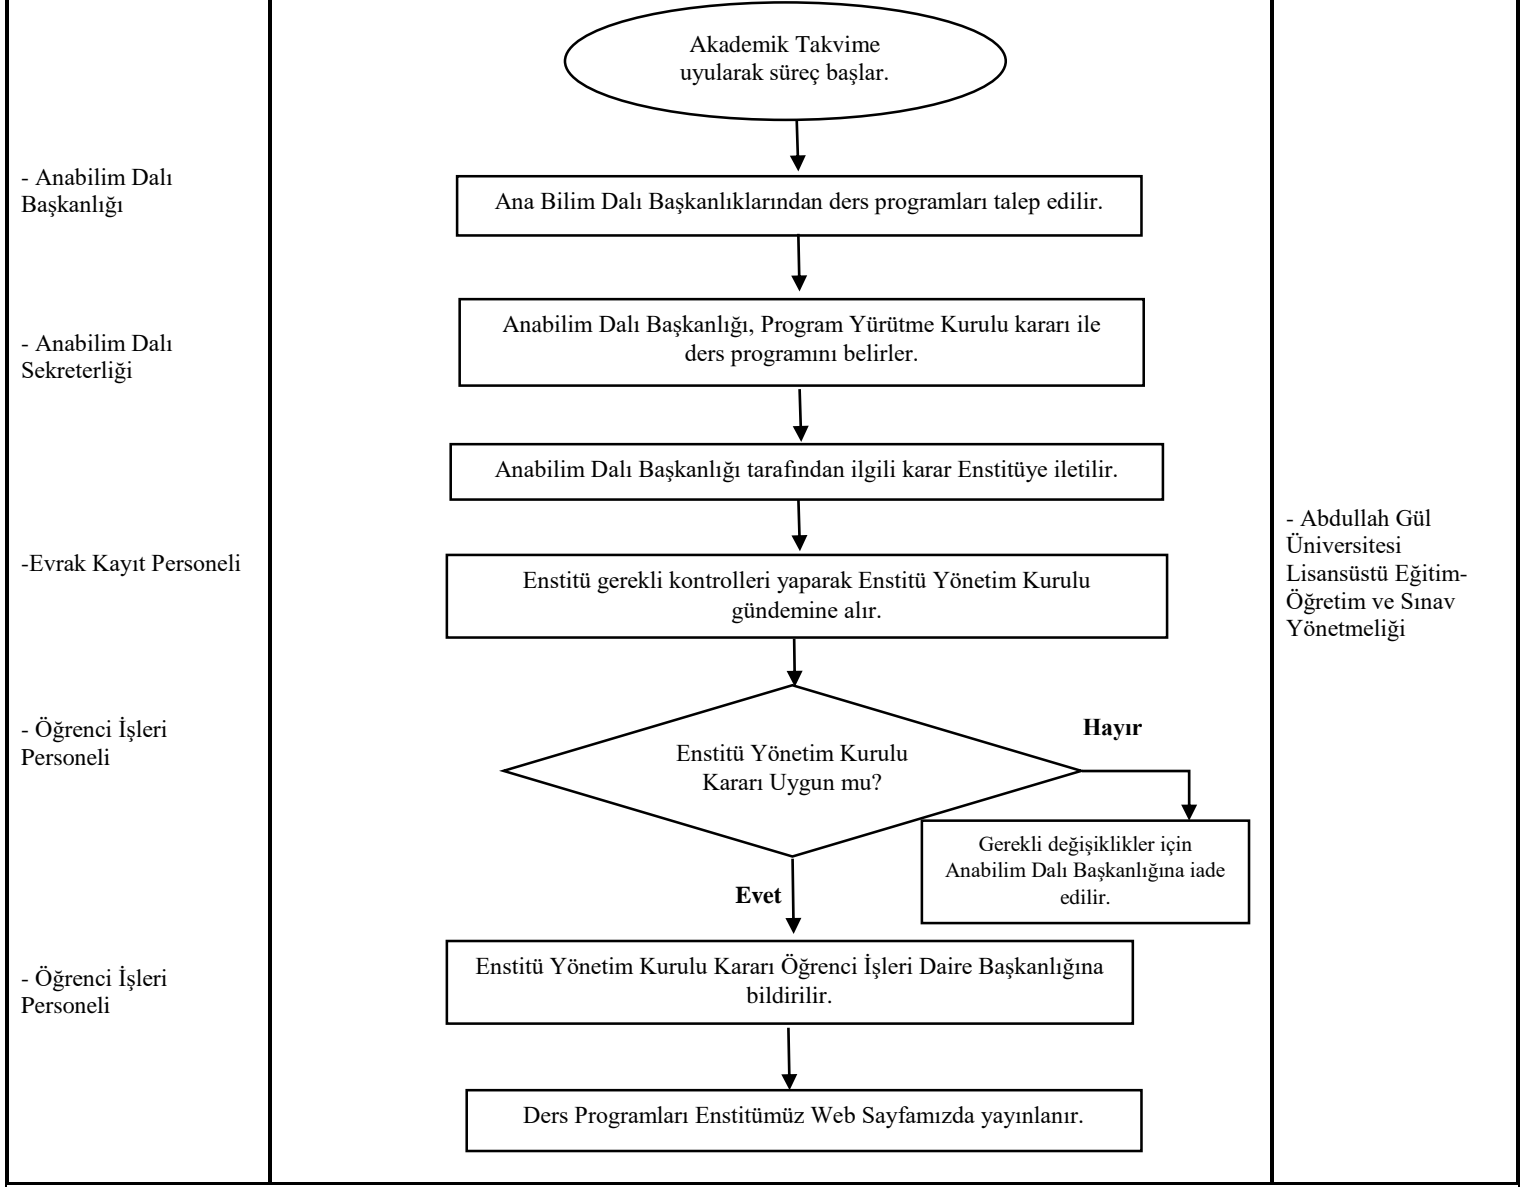 Akademik Takvime
uyularak süreç başlar.
- Anabilim Dalı
Başkanlığı
Ana Bilim Dalı Başkanlıklarından ders programları talep edilir.
- Anabilim Dalı
Sekreterliği
Anabilim Dalı Başkanlığı, Program Yürütme Kurulu kararı ile
ders programını belirler.
Anabilim Dalı Başkanlığı tarafından ilgili karar Enstitüye iletilir.
-Evrak Kayıt Personeli
Enstitü gerekli kontrolleri yaparak Enstitü Yönetim Kurulu
gündemine alır.
- Abdullah Gül
Üniversitesi
Lisansüstü Eğitim-
Öğretim ve Sınav
Yönetmeliği
- Öğrenci İşleri
Personeli
Enstitü Yönetim Kurulu
Kararı Uygun mu?
Hayır
Gerekli değişiklikler için
Anabilim Dalı Başkanlığına iade
edilir.
Evet
- Öğrenci İşleri
Personeli
Enstitü Yönetim Kurulu Kararı Öğrenci İşleri Daire Başkanlığına
bildirilir.
Ders Programları Enstitümüz Web Sayfamızda yayınlanır.